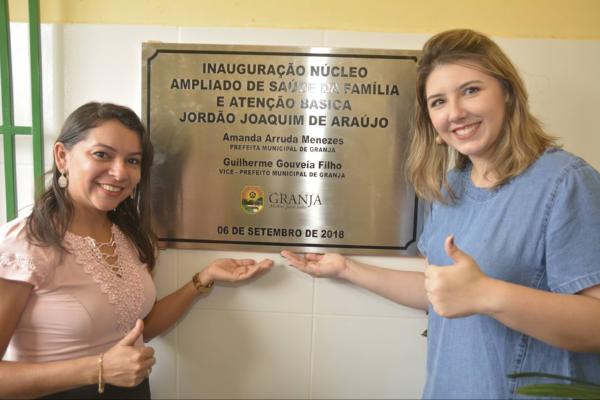 INAUGURAÇÃO NÚCLEO
AMPLIADO DE SAÚDE DA FAMÍLIA
E ATENÇÃO BÁSICA
JORDÃO JOAQUIM DE ARAÚJO
Amanda Arruda Menezes
PREFEITA MUNICIPAL DE GRANJA
Guilherme Gouveia Filho
VICE - PREFEITO MUNICIPAL DE GRANJA
GRANJA
06 DE SETEMBRO DE 2018